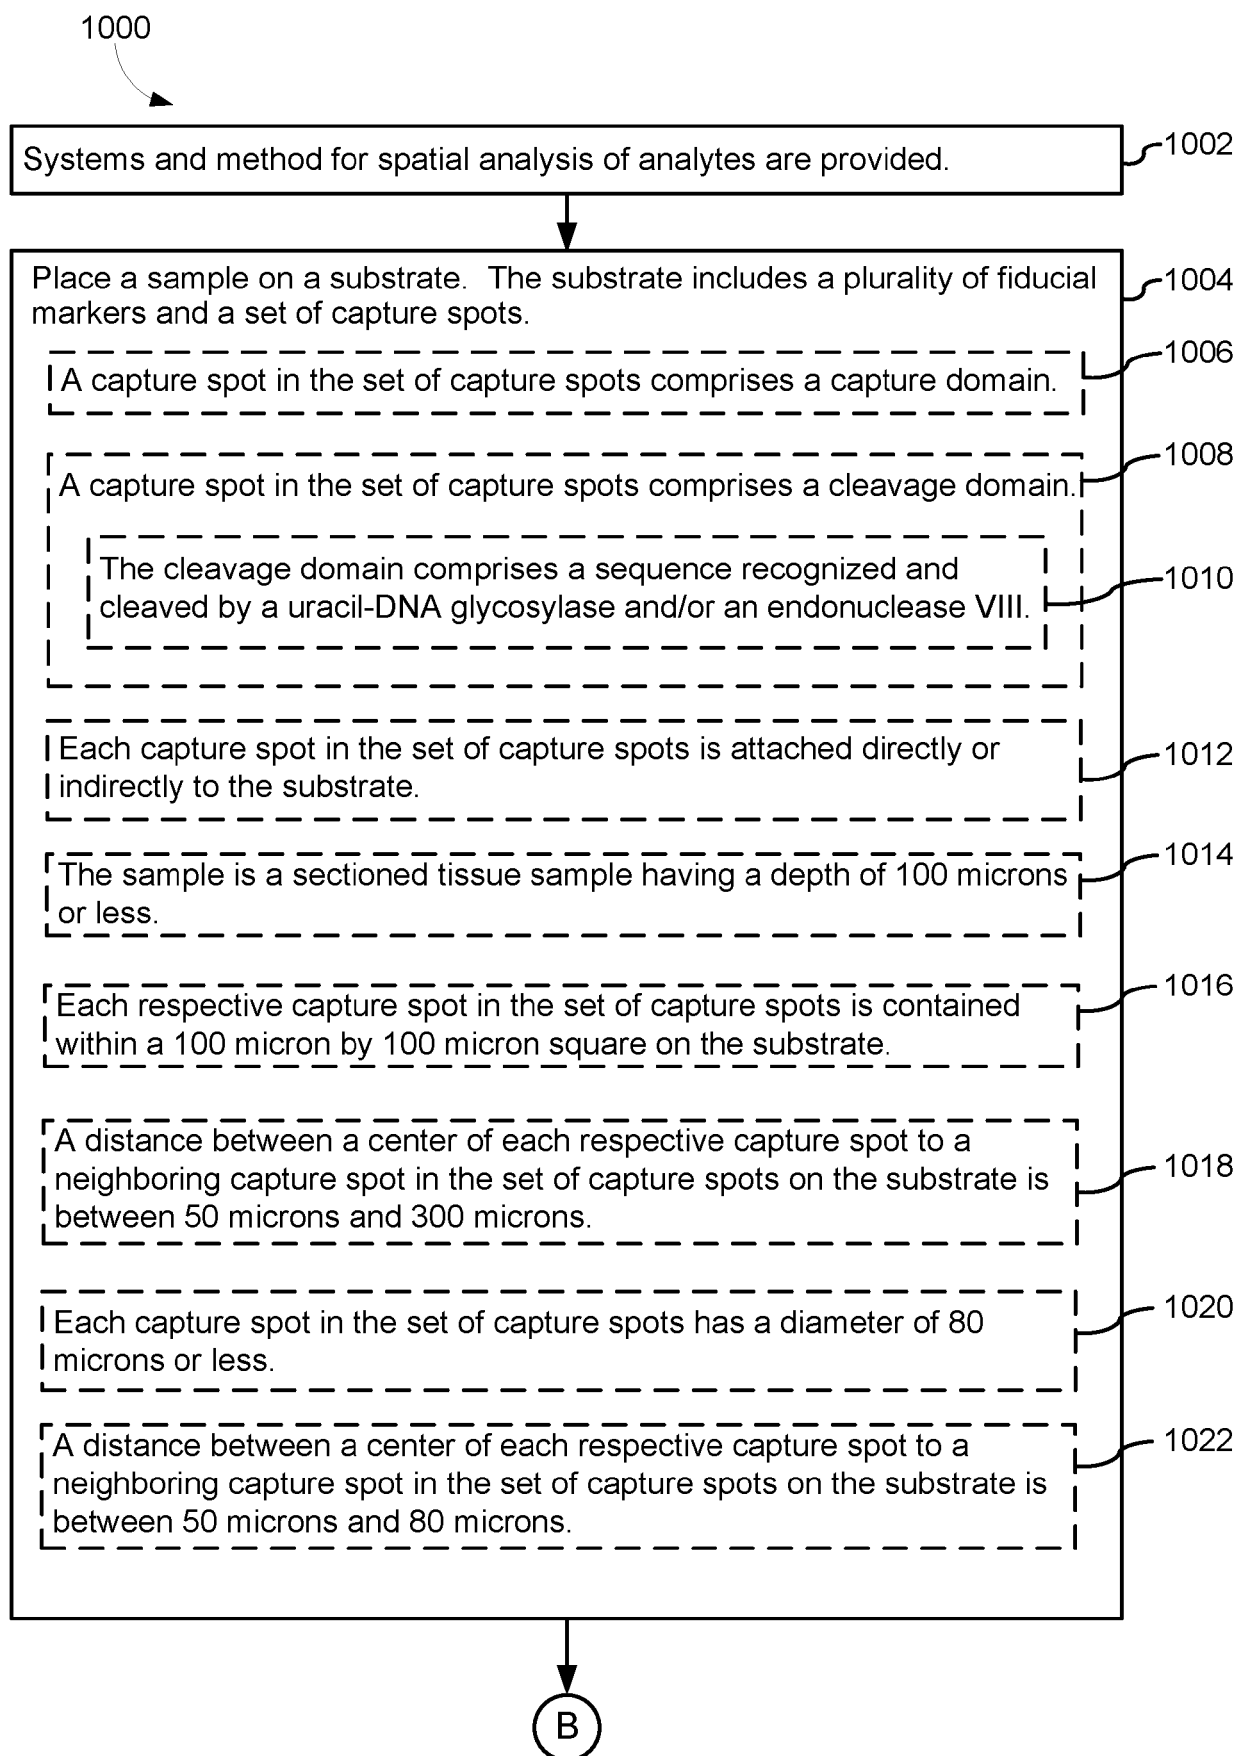 1000
Systems and method for spatial analysis of analytes are provided.
1002
Place a sample on a substrate.  The substrate includes a plurality of fiducial
markers and a set of capture spots.
1004
1006
A capture spot in the set of capture spots comprises a capture domain.
1008
A capture spot in the set of capture spots comprises a cleavage domain.
The cleavage domain comprises a sequence recognized and
cleaved by a uracil-DNA glycosylase and/or an endonuclease VIII.
1010
Each capture spot in the set of capture spots is attached directly or
indirectly to the substrate.
1012
The sample is a sectioned tissue sample having a depth of 100 microns
or less.
1014
Each respective capture spot in the set of capture spots is contained
within a 100 micron by 100 micron square on the substrate.
1016
A distance between a center of each respective capture spot to a
neighboring capture spot in the set of capture spots on the substrate is
between 50 microns and 300 microns.
1018
Each capture spot in the set of capture spots has a diameter of 80
microns or less.
1020
A distance between a center of each respective capture spot to a
neighboring capture spot in the set of capture spots on the substrate is
between 50 microns and 80 microns.
1022
B